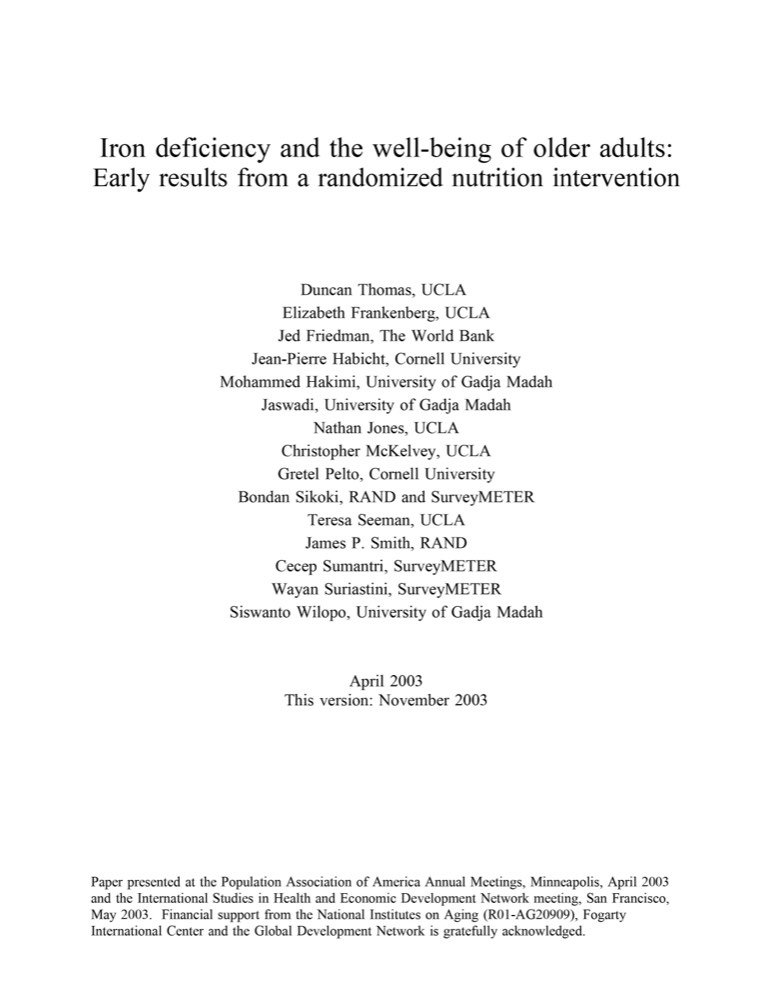 Iron deficiency and the well-being of older adults:
Early results from a randomized nutrition intervention
Duncan Thomas, UCLA
Elizabeth Frankenberg, UCLA
Jed Friedman, The World Bank
Jean-Pierre Habicht, Cornell University
Mohammed Hakimi, University of Gadja Madah
Jaswadi, University of Gadja Madah
Nathan Jones, UCLA
Christopher McKelvey, UCLA
Gretel Pelto, Cornell University
Bondan Sikoki, RAND and SurveyMETER
Teresa Seeman, UCLA
James P. Smith, RAND
Cecep Sumantri, SurveyMETER
Wayan Suriastini, SurveyMETER
Siswanto Wilopo, University of Gadja Madah
April 2003
This version: November 2003
Paper presented at the Population Association of America Annual Meetings, Minneapolis, April 2003
and the International Studies in Health and Economic Development Network meeting, San Francisco,
May 2003. Financial support from the National Institutes on Aging (R01-AG20909), Fogarty
International Center and the Global Development Network is gratefully acknowledged.